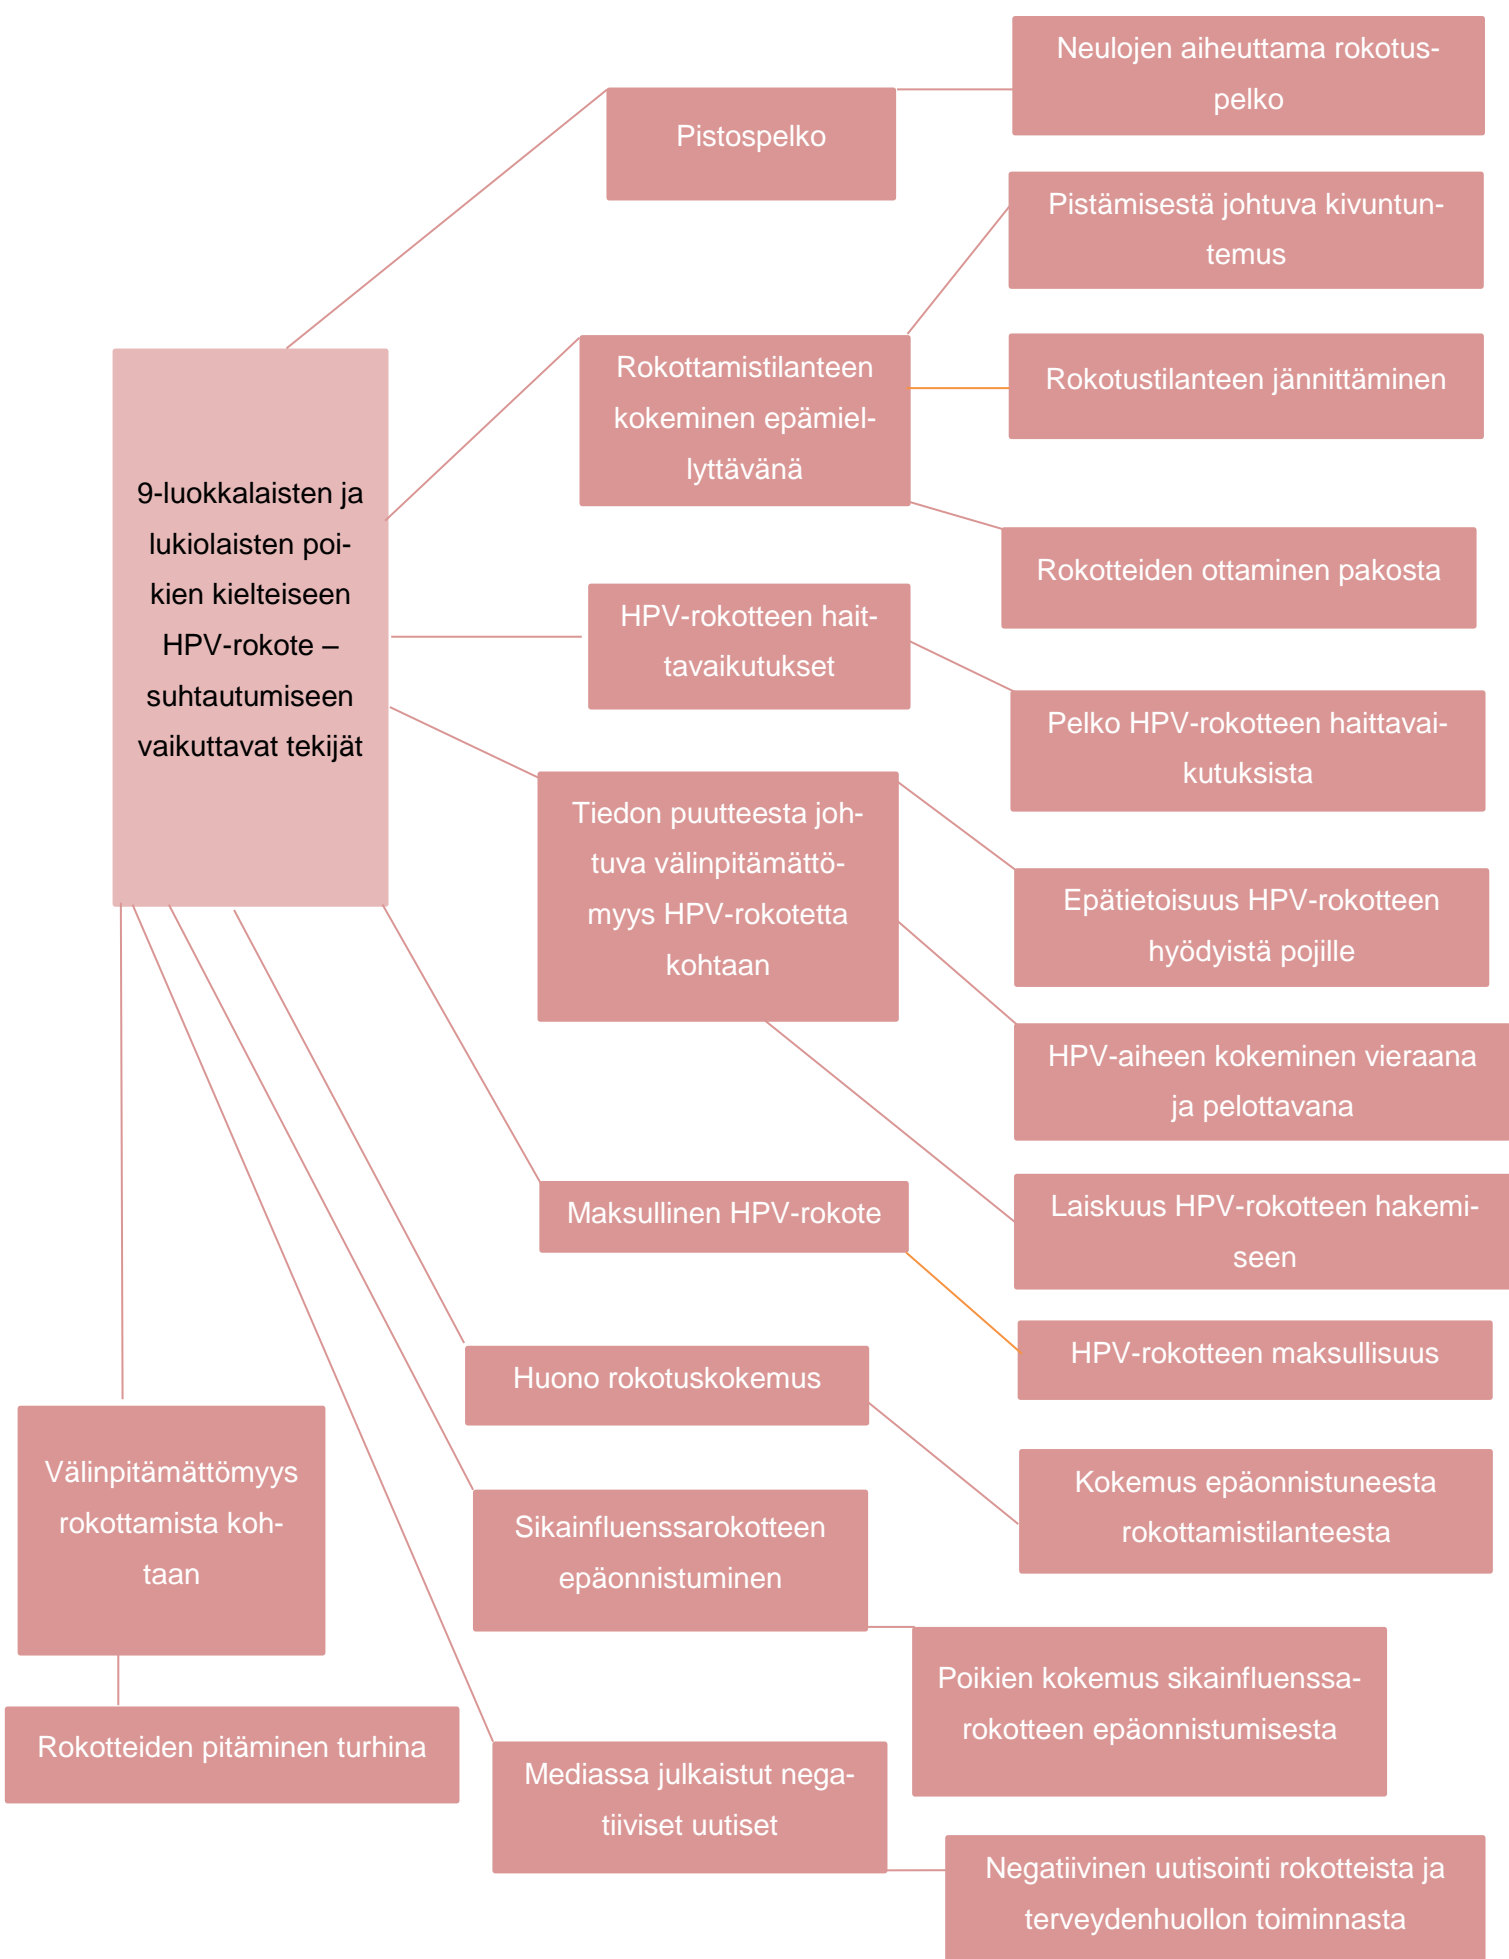 Neulojen aiheuttama rokotus-
pelko
Pistospelko
Pistämisestä johtuva kivuntun-
temus
Rokottamistilanteen
kokeminen epämiel-
lyttävänä
Rokotustilanteen jännittäminen
9-luokkalaisten ja
lukiolaisten poi-
kien kielteiseen
HPV-rokote –
suhtautumiseen
vaikuttavat tekijät
Rokotteiden ottaminen pakosta
HPV-rokotteen hait-
tavaikutukset
Pelko HPV-rokotteen haittavai-
kutuksista
Tiedon puutteesta joh-
tuva välinpitämättö-
myys HPV-rokotetta
kohtaan
Epätietoisuus HPV-rokotteen
hyödyistä pojille
HPV-aiheen kokeminen vieraana
ja pelottavana
Laiskuus HPV-rokotteen hakemi-
seen
Maksullinen HPV-rokote
HPV-rokotteen maksullisuus
Huono rokotuskokemus
Kokemus epäonnistuneesta
rokottamistilanteesta
Välinpitämättömyys
rokottamista koh-
taan
Sikainfluenssarokotteen
epäonnistuminen
Poikien kokemus sikainfluenssa-
rokotteen epäonnistumisesta
Rokotteiden pitäminen turhina
Mediassa julkaistut nega-
tiiviset uutiset
Negatiivinen uutisointi rokotteista ja
terveydenhuollon toiminnasta